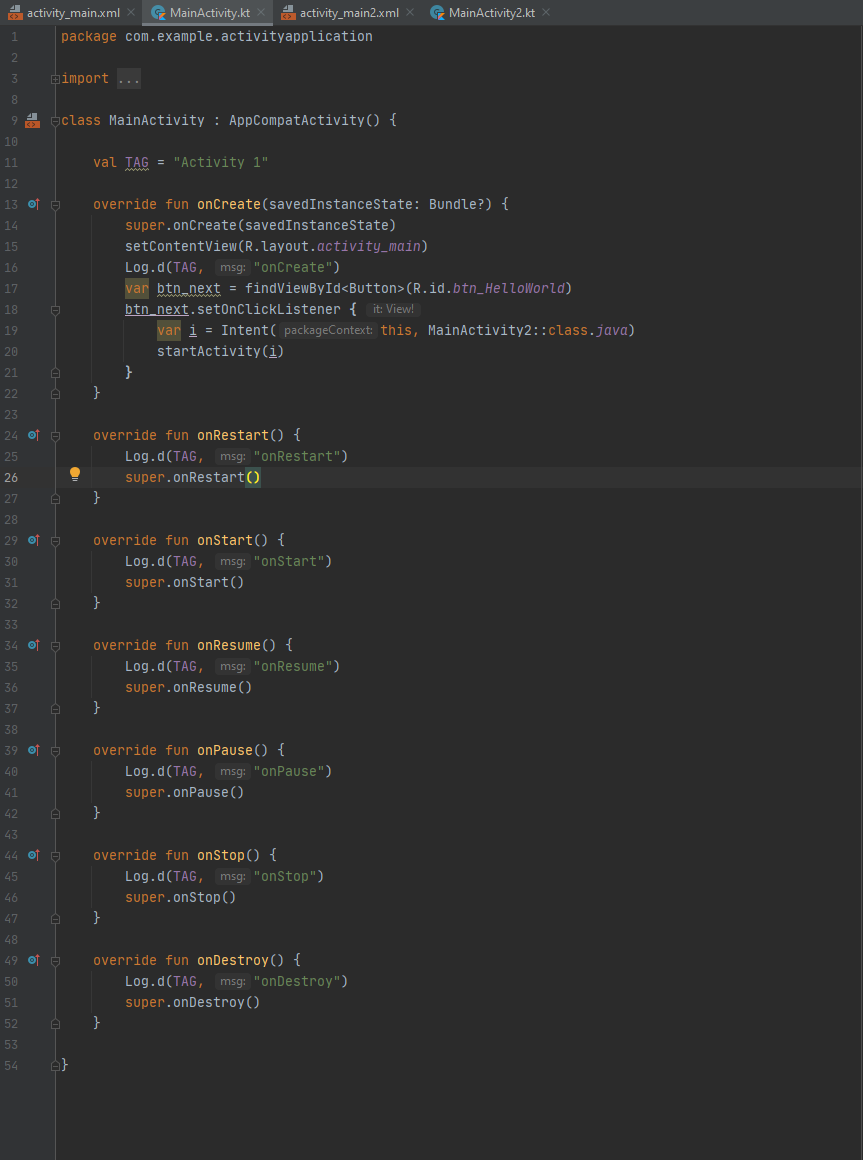 activity_main.xml MainActivity.kt activity_main2.xml MainActivity2.kt
1 package com.example.activityapplication
2
3 import ...
8
9 class MainActivity : AppCompatActivity() {
10
11     val TAG = "Activity 1"
12
13     override fun onCreate(savedInstanceState: Bundle?) {
14         super.onCreate(savedInstanceState)
15         setContentView(R.layout.activity_main)
16         Log.d(TAG, msg: "onCreate")
17         var btn_next = findViewById<Button>(R.id.btn_HelloWorld)
18         btn_next.setOnClickListener { it: View!
19             var i = Intent( packageContext: this, MainActivity2::class.java)
20             startActivity(i)
21         }
22     }
23
24     override fun onRestart() {
25         Log.d(TAG, msg: "onRestart")
26         super.onRestart()
27     }
28
29     override fun onStart() {
30         Log.d(TAG, msg: "onStart")
31         super.onStart()
32     }
33
34     override fun onResume() {
35         Log.d(TAG, msg: "onResume")
36         super.onResume()
37     }
38
39     override fun onPause() {
40         Log.d(TAG, msg: "onPause")
41         super.onPause()
42     }
43
44     override fun onStop() {
45         Log.d(TAG, msg: "onStop")
46         super.onStop()
47     }
48
49     override fun onDestroy() {
50         Log.d(TAG, msg: "onDestroy")
51         super.onDestroy()
52     }
53
54 }